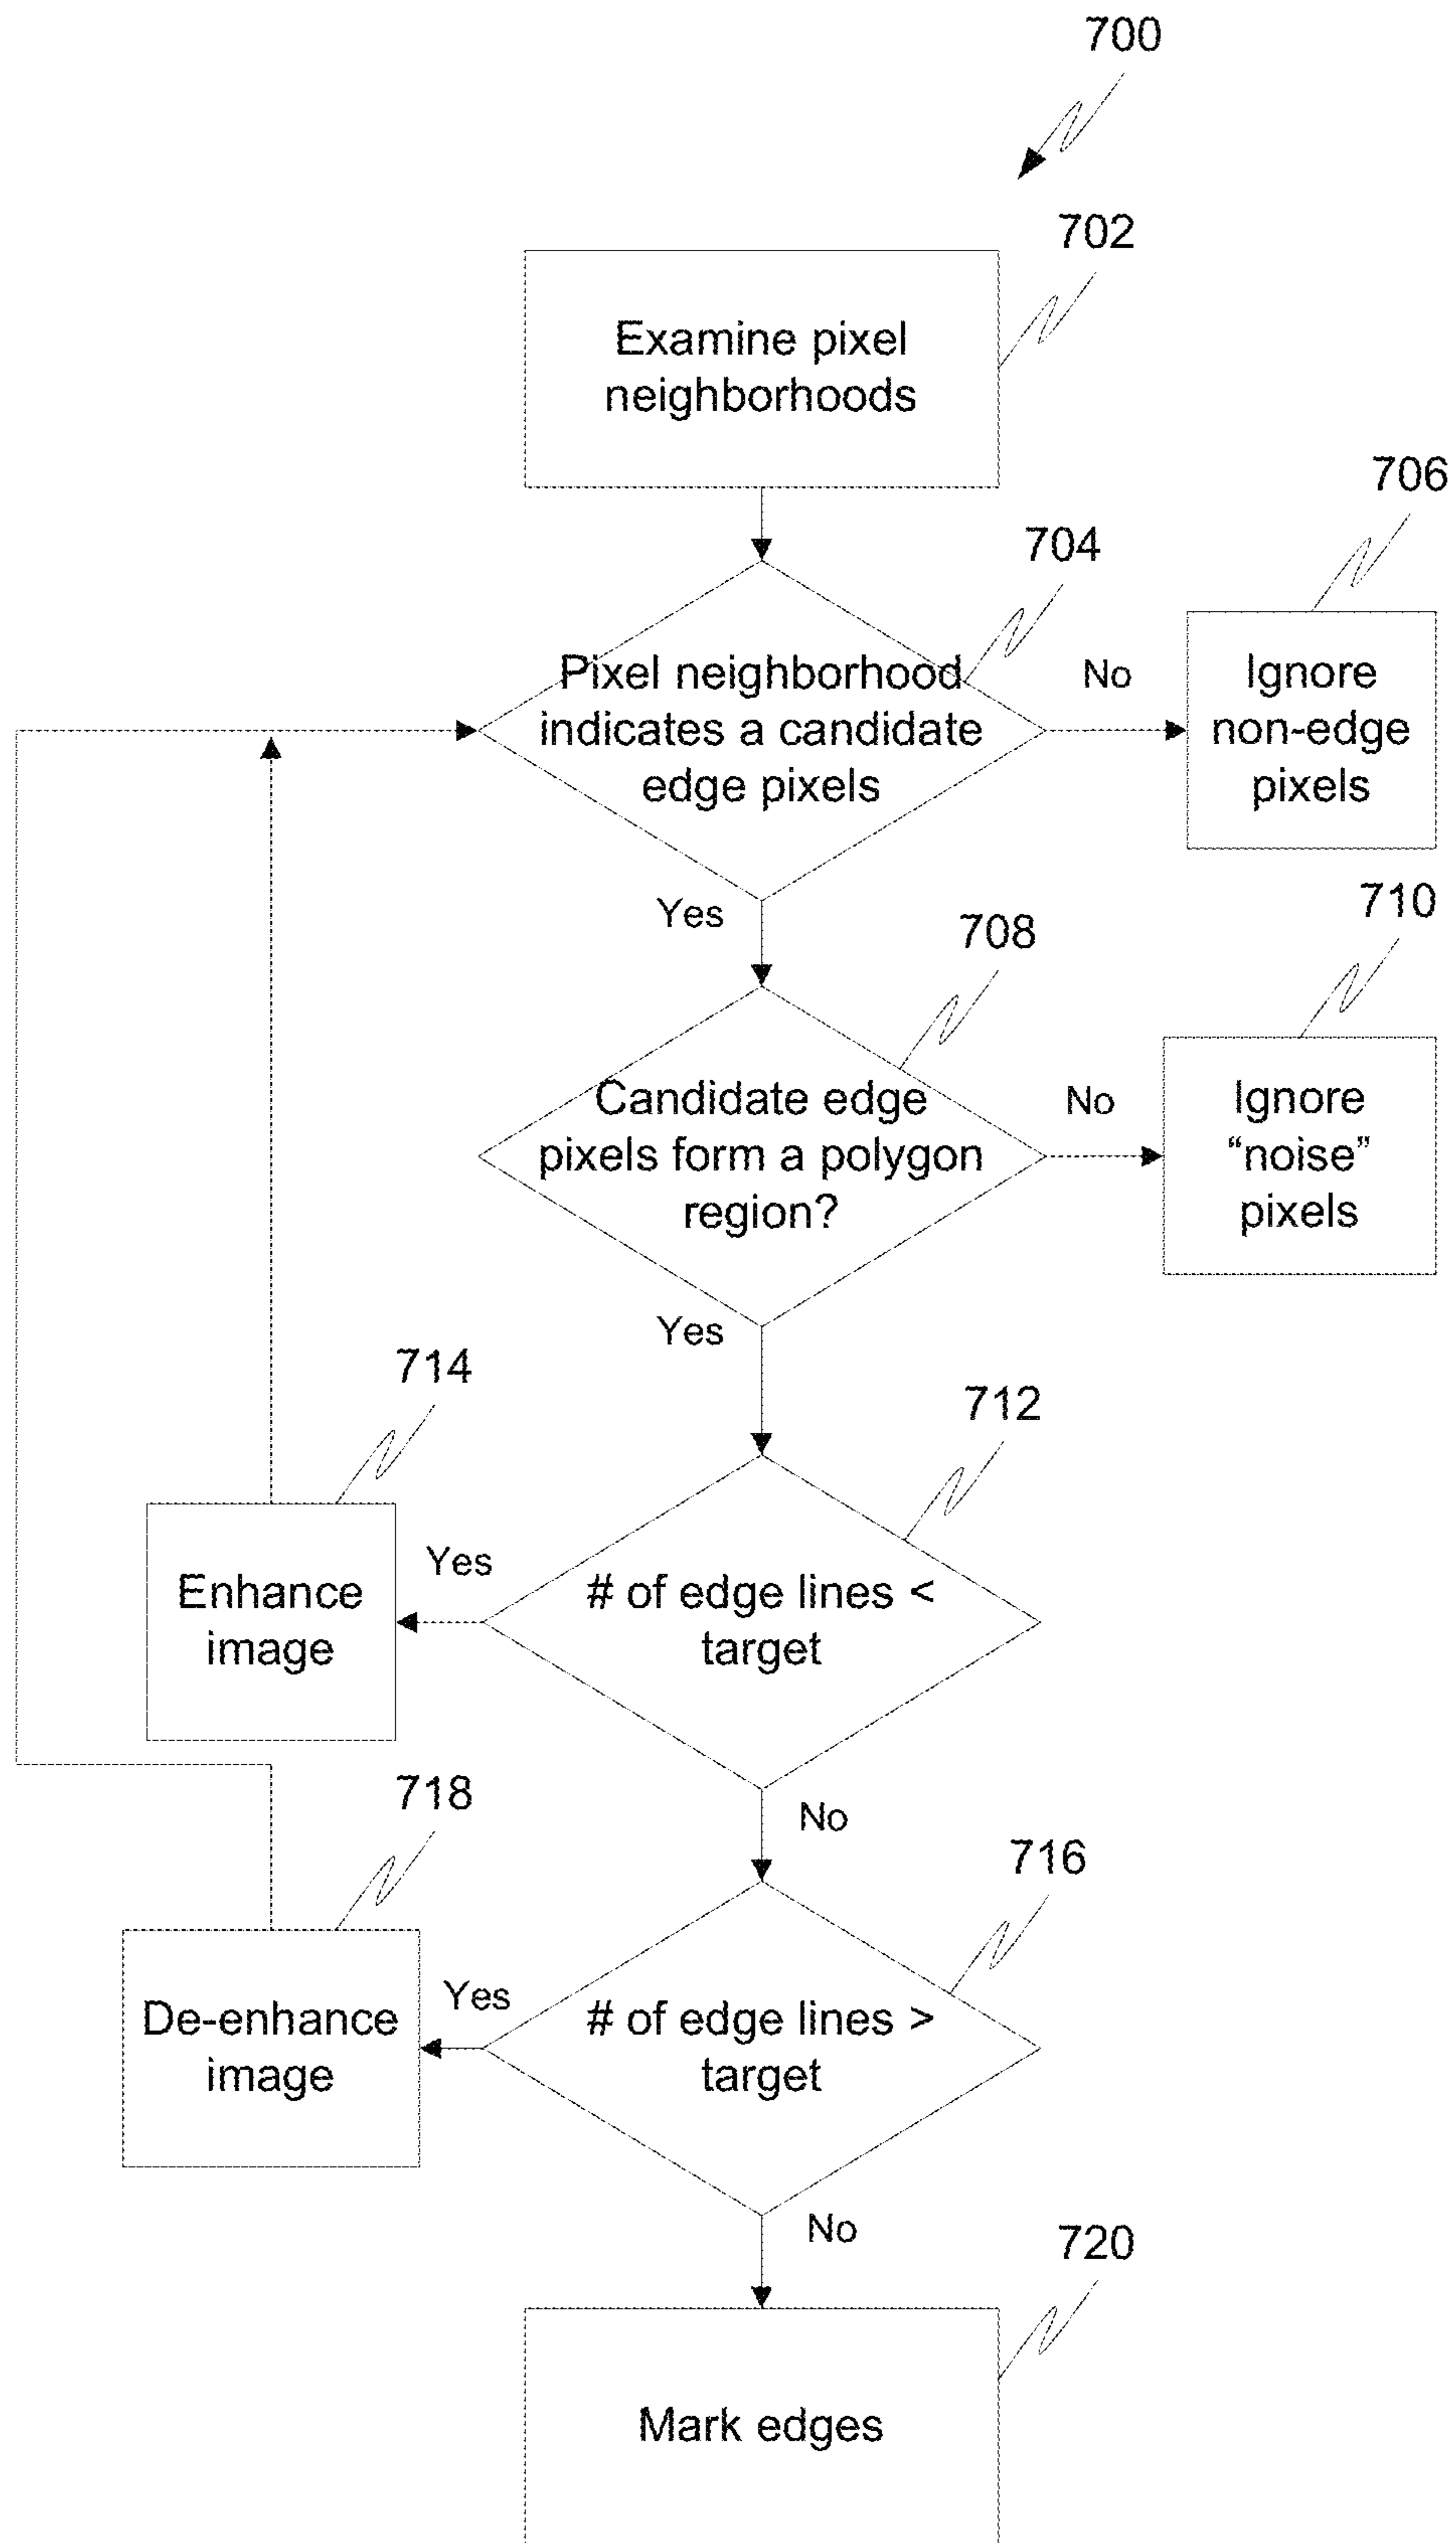 700
702
Examine pixel
neighborhoods
706
704
Pixel neighborhood
indicates a candidate
edge pixels
No
Ignore
non-edge
pixels
Yes
710
708
Candidate edge
pixels form a polygon
region?
No
Ignore
“noise”
pixels
Yes
714
712
Enhance
image
Yes
# of edge lines <
target
No
718
716
De-enhance
image
Yes
# of edge lines >
target
No
720
Mark edges